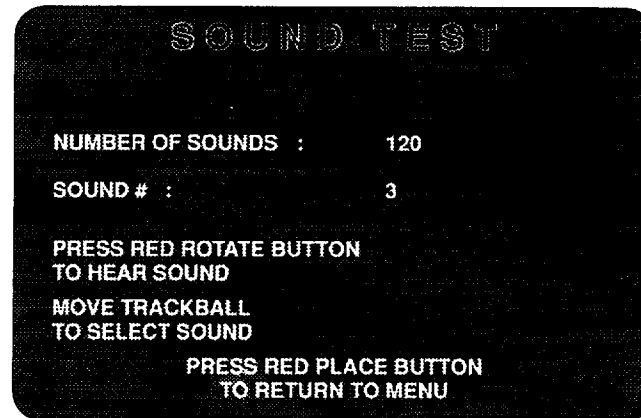 SOUND TEST
NUMBER OF SOUNDS : 120
SOUND # : 3
PRESS RED ROTATE BUTTON
TO HEAR SOUND
MOVE TRACKBALL
TO SELECT SOUND
PRESS RED PLACE BUTTON
TO RETURN TO MENU